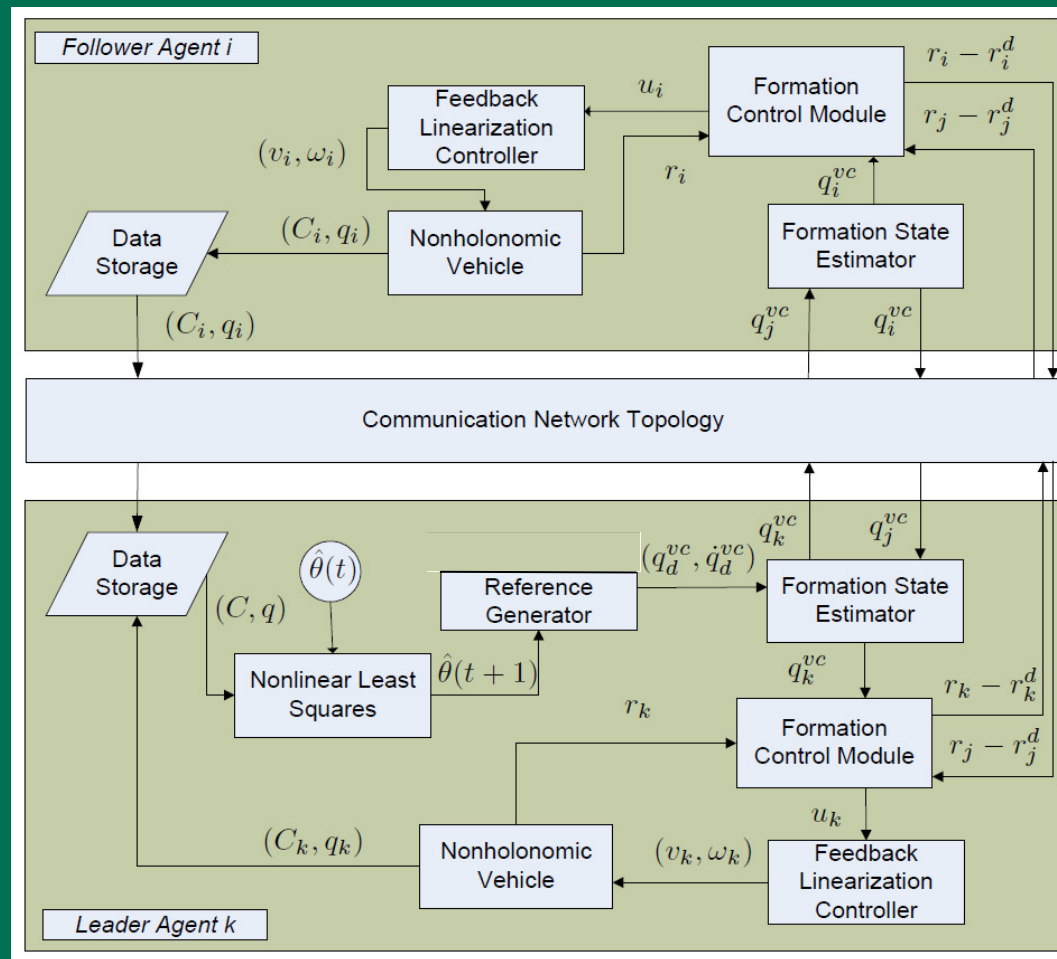 Follower Agent i
Formation
Control Module
r_i − r_i^d
r_j − r_j^d
u_i
Feedback
Linearization
Controller
(v_i, ω_i)
r_i
q_i^{vc}
(C_i, q_i)
Data
Storage
Nonholonomic
Vehicle
Formation State
Estimator
(C_i, q_i)
q_j^{vc}
q_i^{vc}
Communication Network Topology
q_k^{vc}
q_j^{vc}
Data
Storage
θ̂(t)
(q_d^{vc}, q̇_d^{vc})
Reference
Generator
Formation State
Estimator
(C, q)
Nonlinear Least
Squares
θ̂(t + 1)
q_k^{vc}
r_k − r_k^d
r_k
Formation
Control Module
r_j − r_j^d
u_k
(C_k, q_k)
Nonholonomic
Vehicle
(v_k, ω_k)
Feedback
Linearization
Controller
Leader Agent k